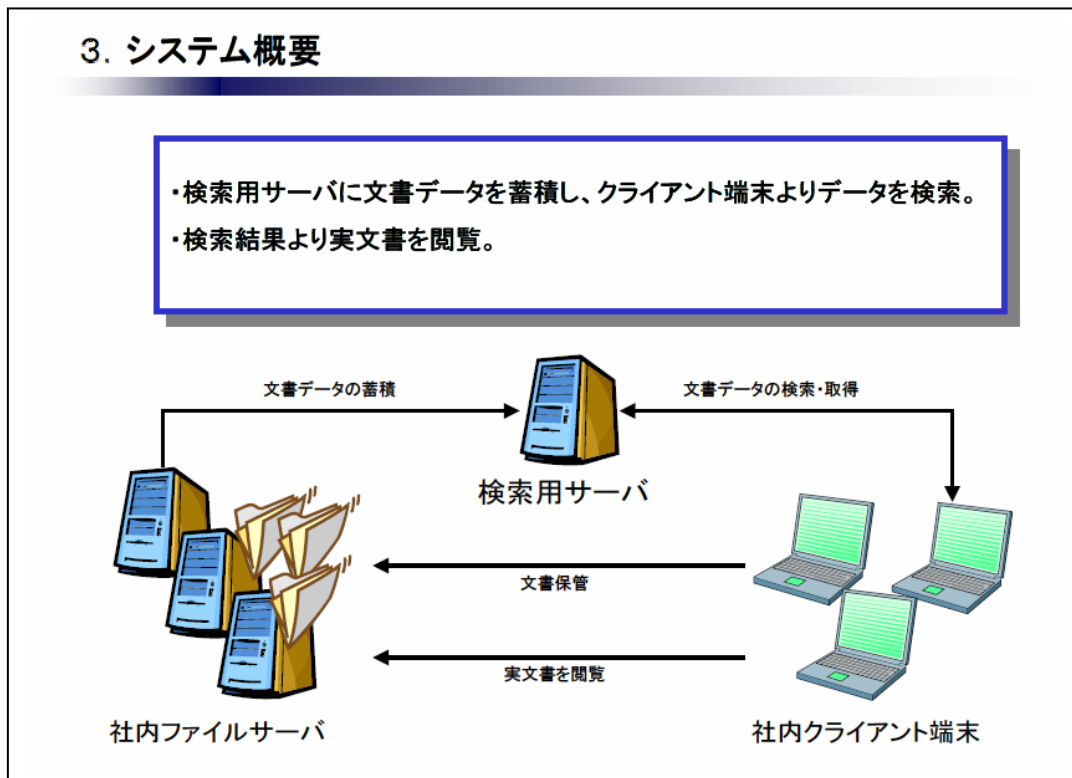 3. システム概要
・検索用サーバに文書データを蓄積し、クライアント端末よりデータを検索。
・検索結果より実文書を閲覧。
文書データの蓄積
文書データの検索・取得
検索用サーバ
文書保管
実文書を閲覧
社内ファイルサーバ
社内クライアント端末